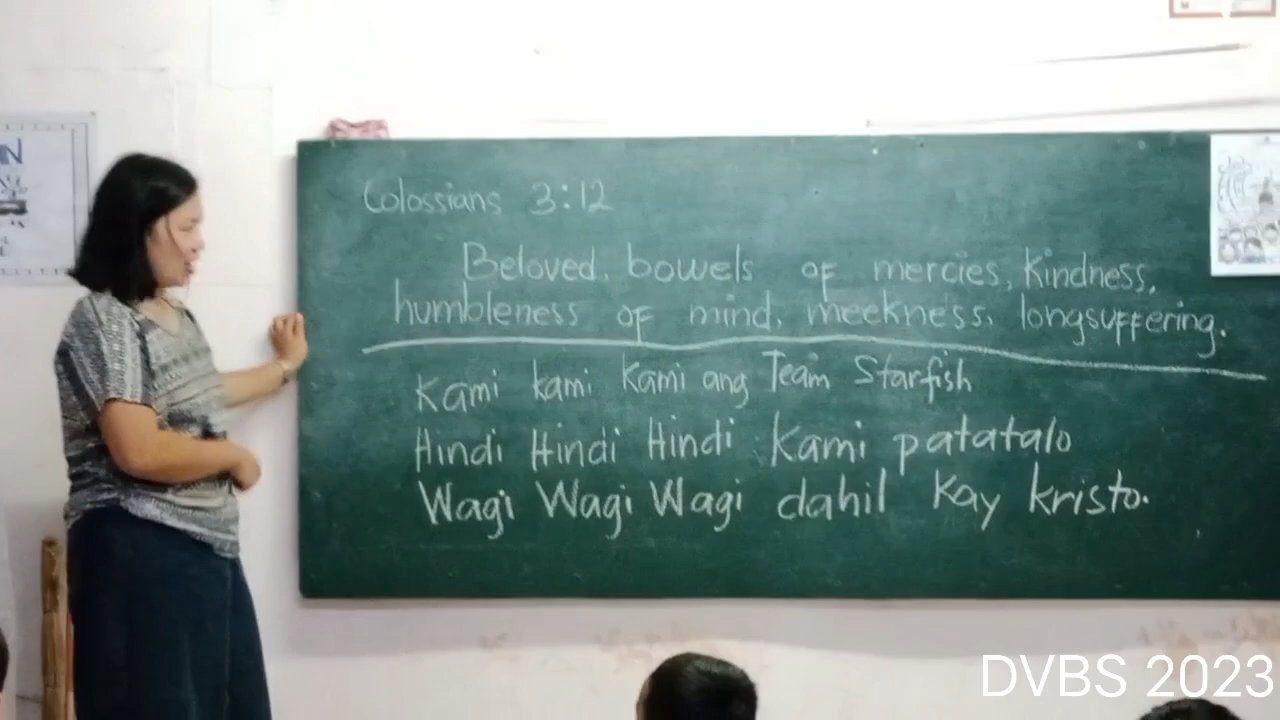 Colossians 3:12
Beloved, bowels of mercies, Kindness,
humbleness of mind, meekness, longsuffering.
Kami kami Kami ang Team Starfish
Hindi Hindi Hindi Kami patatalo
Wagi Wagi Wagi dahil Kay kristo.
DVBS 2023